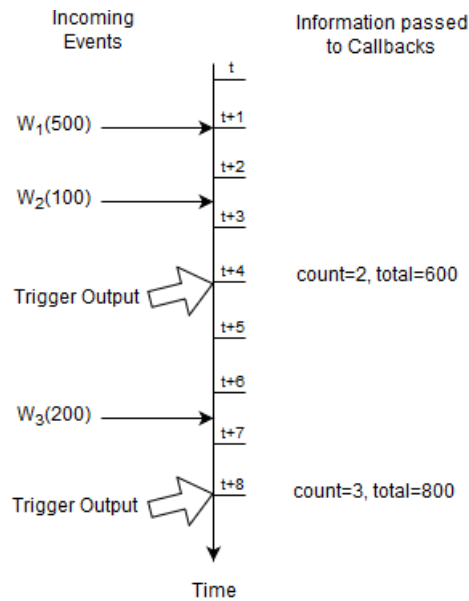 Incoming
Events
Information passed
to Callbacks
t
W1(500)
t+1
t+2
W2(100)
t+3
t+4
count=2, total=600
Trigger Output
t+5
t+6
W3(200)
t+7
t+8
count=3, total=800
Trigger Output
Time